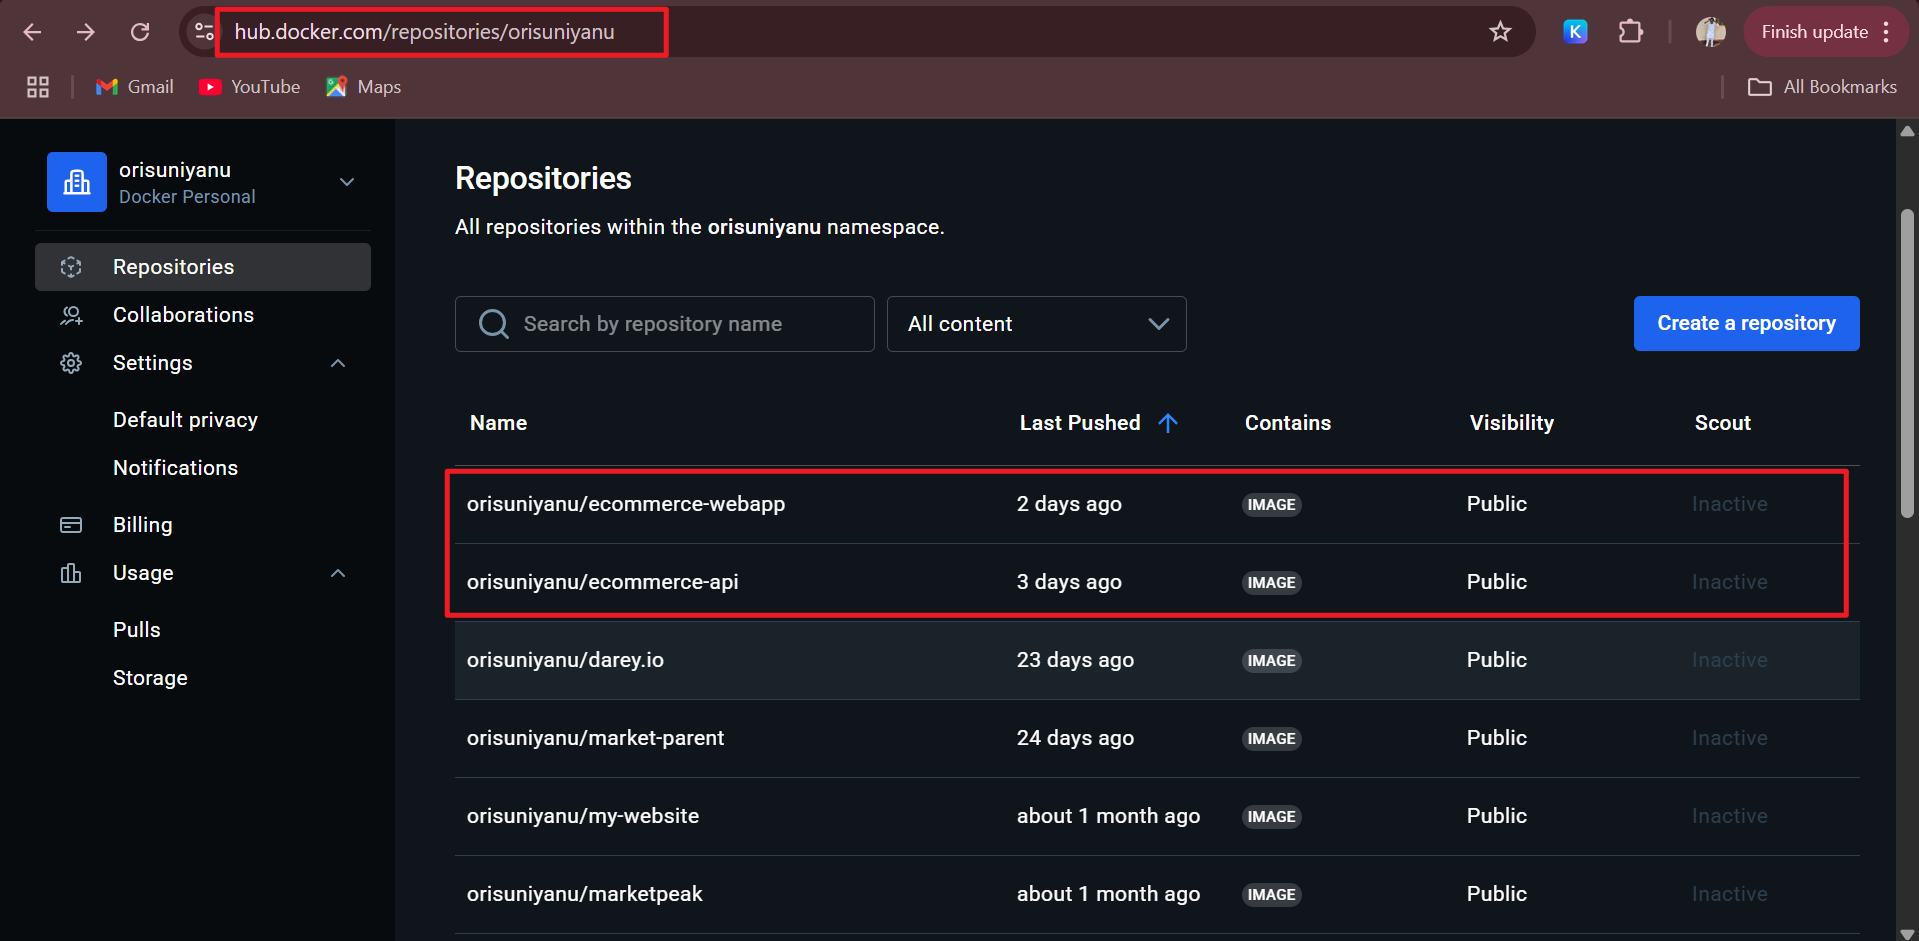 hub.docker.com/repositories/orisuniyanu
K
Finish update
Gmail
YouTube
Maps
All Bookmarks
orisuniyanu
Docker Personal
Repositories
Collaborations
Settings
Default privacy
Notifications
Billing
Usage
Pulls
Storage
Repositories
All repositories within the orisuniyanu namespace.
Search by repository name
All content
Create a repository
Name Last Pushed Contains Visibility Scout
orisuniyanu/ecommerce-webapp 2 days ago IMAGE Public Inactive
orisuniyanu/ecommerce-api 3 days ago IMAGE Public Inactive
orisuniyanu/darey.io 23 days ago IMAGE Public Inactive
orisuniyanu/market-parent 24 days ago IMAGE Public Inactive
orisuniyanu/my-website about 1 month ago IMAGE Public Inactive
orisuniyanu/marketpeak about 1 month ago IMAGE Public Inactive